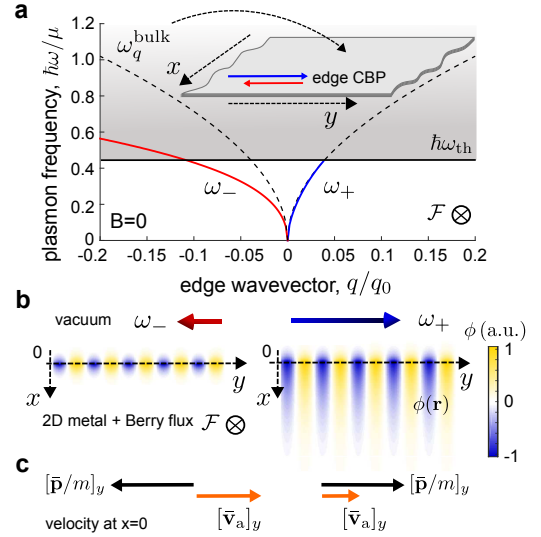 a
plasmon frequency, ℏω/μ
1.2
1.0
0.8
0.6
0.4
0.2
0
ω_q^bulk
x
edge CBP
y
ℏω_th
ω_−
ω_+
B=0
𝓕 ⊗
-0.2
-0.15
-0.1
-0.05
0
0.05
0.1
0.15
0.2
edge wavevector, q/q₀
b
vacuum
ω_−
ω_+
ϕ (a.u.)
0
y
x
0
y
x
ϕ(r)
1
0
-1
2D metal + Berry flux 𝓕 ⊗
c
[p̄/m]_y
[p̄/m]_y
[v̄_a]_y
[v̄_a]_y
velocity at x=0